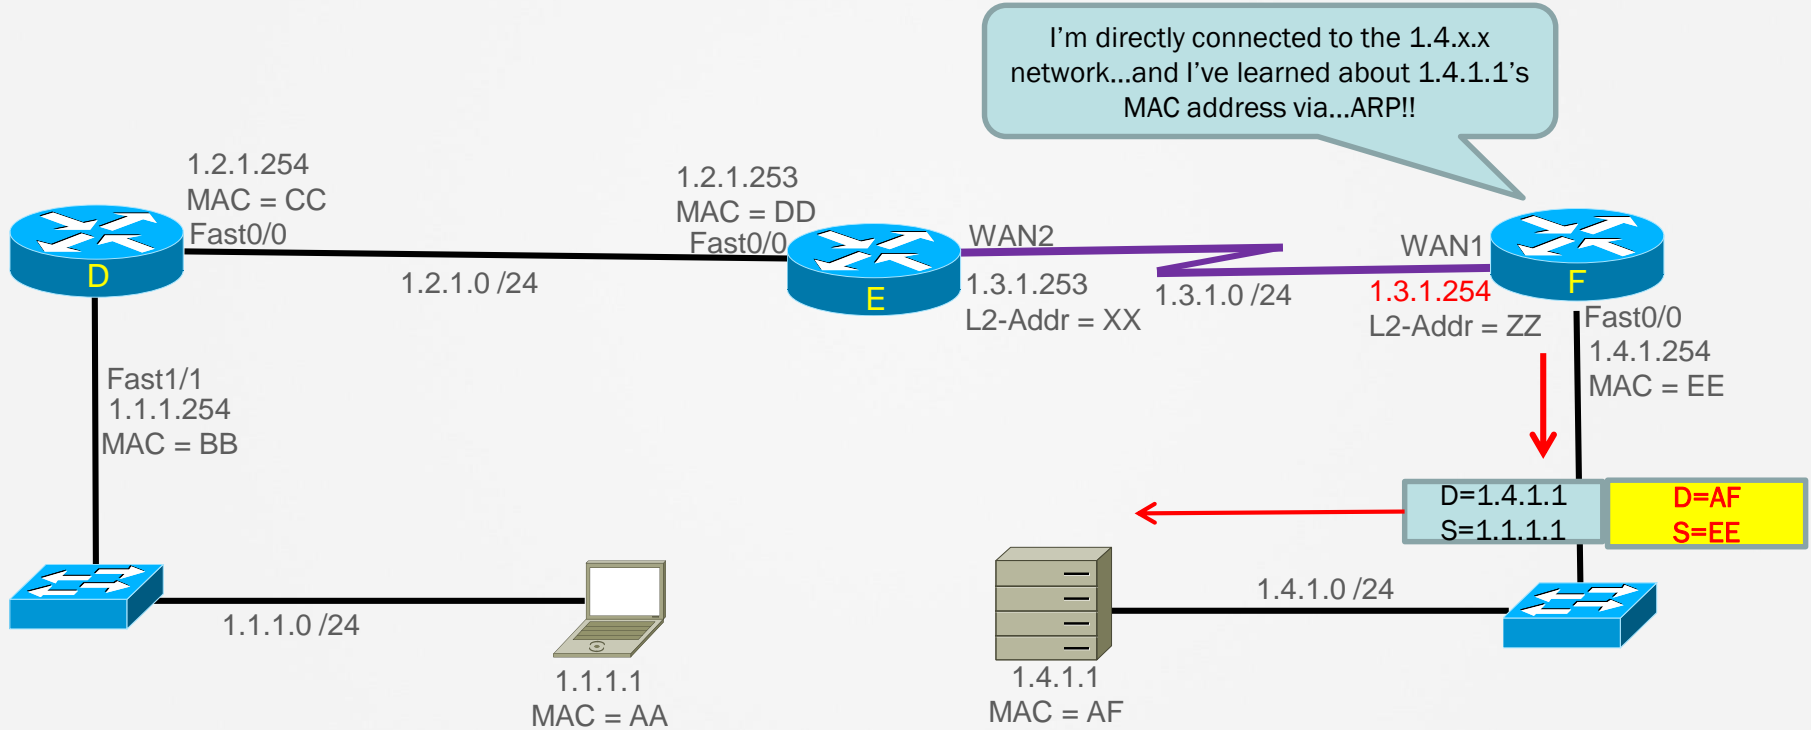 I'm directly connected to the 1.4.x.x
network...and I've learned about 1.4.1.1's
MAC address via...ARP!!
1.2.1.254
MAC = CC
Fast0/0
D
1.2.1.0 /24
1.2.1.253
MAC = DD
Fast0/0
E
WAN2
1.3.1.253
L2-Addr = XX
1.3.1.0 /24
WAN1
1.3.1.254
L2-Addr = ZZ
F
Fast0/0
1.4.1.254
MAC = EE
Fast1/1
1.1.1.254
MAC = BB
D=1.4.1.1
S=1.1.1.1
D=AF
S=EE
1.1.1.0 /24
1.1.1.1
MAC = AA
1.4.1.0 /24
1.4.1.1
MAC = AF